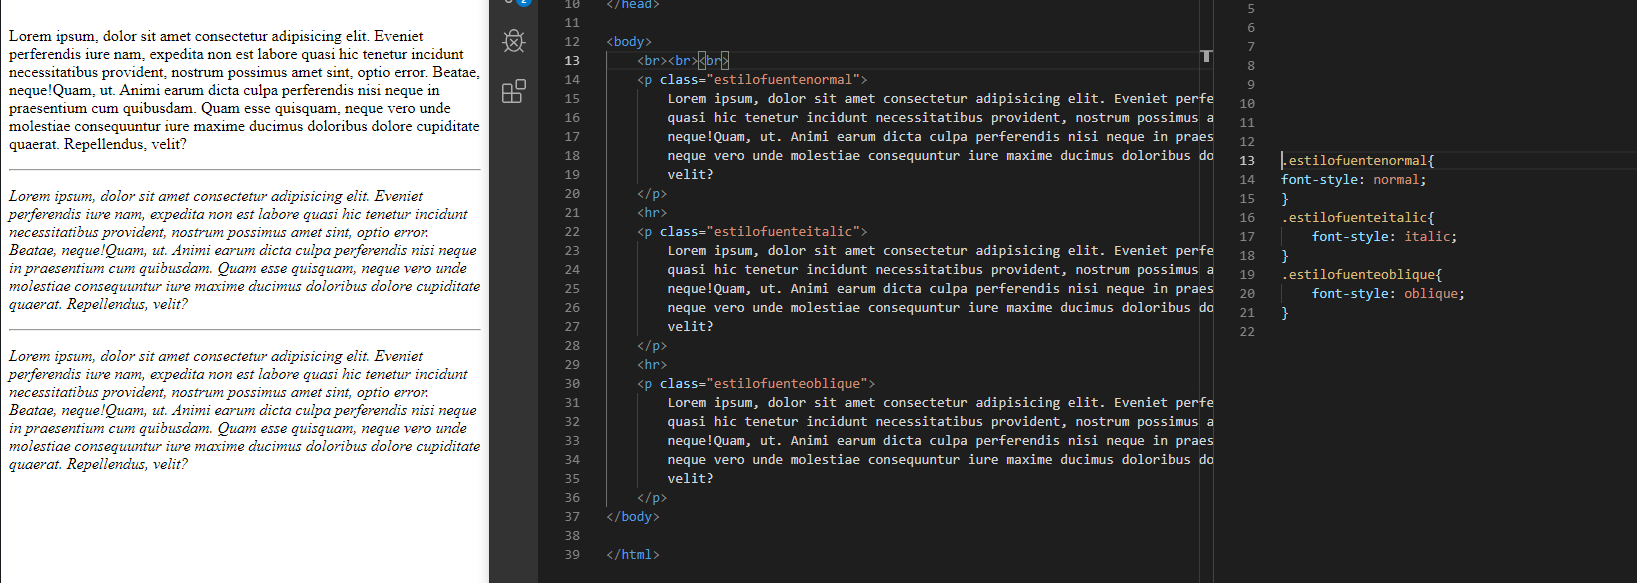 Lorem ipsum, dolor sit amet consectetur adipisicing elit. Eveniet
perferendis iure nam, expedita non est labore quasi hic tenetur incidunt
necessitatibus provident, nostrum possimus amet sint, optio error. Beatae,
neque!Quam, ut. Animi earum dicta culpa perferendis nisi neque in
praesentium cum quibusdam. Quam esse quisquam, neque vero unde
molestiae consequuntur iure maxime ducimus doloribus dolore cupiditate
quaerat. Repellendus, velit?
Lorem ipsum, dolor sit amet consectetur adipisicing elit. Eveniet
perferendis iure nam, expedita non est labore quasi hic tenetur incidunt
necessitatibus provident, nostrum possimus amet sint, optio error.
Beatae, neque!Quam, ut. Animi earum dicta culpa perferendis nisi neque
in praesentium cum quibusdam. Quam esse quisquam, neque vero unde
molestiae consequuntur iure maxime ducimus doloribus dolore cupiditate
quaerat. Repellendus, velit?
Lorem ipsum, dolor sit amet consectetur adipisicing elit. Eveniet
perferendis iure nam, expedita non est labore quasi hic tenetur incidunt
necessitatibus provident, nostrum possimus amet sint, optio error.
Beatae, neque!Quam, ut. Animi earum dicta culpa perferendis nisi neque
in praesentium cum quibusdam. Quam esse quisquam, neque vero unde
molestiae consequuntur iure maxime ducimus doloribus dolore cupiditate
quaerat. Repellendus, velit?
2
10 </head>
11
12 <body>
13 <br><br><br>
14 <p class="estilofuentenormal">
15 Lorem ipsum, dolor sit amet consectetur adipisicing elit. Eveniet perfe
16 quasi hic tenetur incidunt necessitatibus provident, nostrum possimus a
17 neque!Quam, ut. Animi earum dicta culpa perferendis nisi neque in praes
18 neque vero unde molestiae consequuntur iure maxime ducimus doloribus do
19 velit?
20 </p>
21 <hr>
22 <p class="estilofuenteitalic">
23 Lorem ipsum, dolor sit amet consectetur adipisicing elit. Eveniet perfe
24 quasi hic tenetur incidunt necessitatibus provident, nostrum possimus a
25 neque!Quam, ut. Animi earum dicta culpa perferendis nisi neque in praes
26 neque vero unde molestiae consequuntur iure maxime ducimus doloribus do
27 velit?
28 </p>
29 <hr>
30 <p class="estilofuenteoblique">
31 Lorem ipsum, dolor sit amet consectetur adipisicing elit. Eveniet perfe
32 quasi hic tenetur incidunt necessitatibus provident, nostrum possimus a
33 neque!Quam, ut. Animi earum dicta culpa perferendis nisi neque in praes
34 neque vero unde molestiae consequuntur iure maxime ducimus doloribus do
35 velit?
36 </p>
37 </body>
38
39 </html>
5
6
7
8
9
10
11
12
13 .estilofuentenormal{
14 font-style: normal;
15 }
16 .estilofuenteitalic{
17 font-style: italic;
18 }
19 .estilofuenteoblique{
20 font-style: oblique;
21 }
22